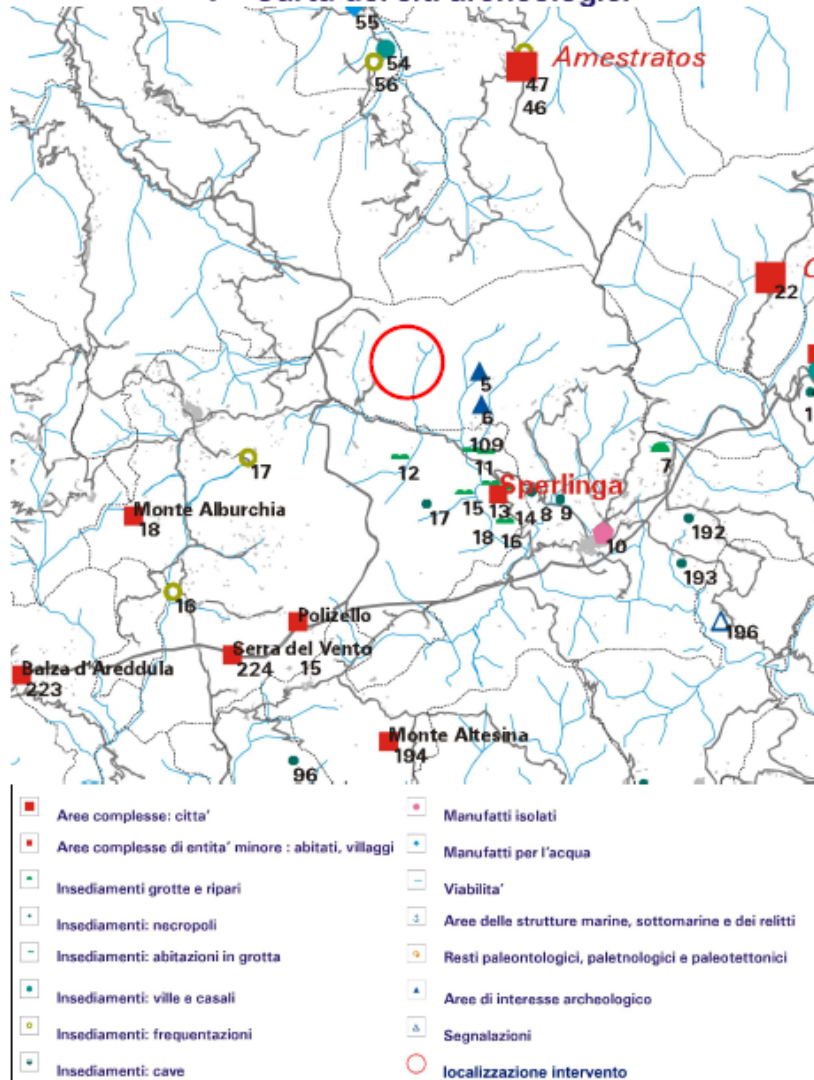 55
54
56
Amestratos
47
46
22
5
6
109
11
12
7
17
Sperlinga
Monte Alburchia
18
15
17
13
14
8
9
18
16
10
192
193
16
196
Polizello
Serra del Vento
224
15
Balza d'Areddula
223
Monte Altesina
194
96
Aree complesse: citta'
Aree complesse di entita' minore : abitati, villaggi
Insediamenti grotte e ripari
Insediamenti: necropoli
Insediamenti: abitazioni in grotta
Insediamenti: ville e casali
Insediamenti: frequentazioni
Insediamenti: cave
Manufatti isolati
Manufatti per l'acqua
Viabilita'
Aree delle strutture marine, sottomarine e dei relitti
Resti paleontologici, paletnologici e paleotettonici
Aree di interesse archeologico
Segnalazioni
localizzazione intervento